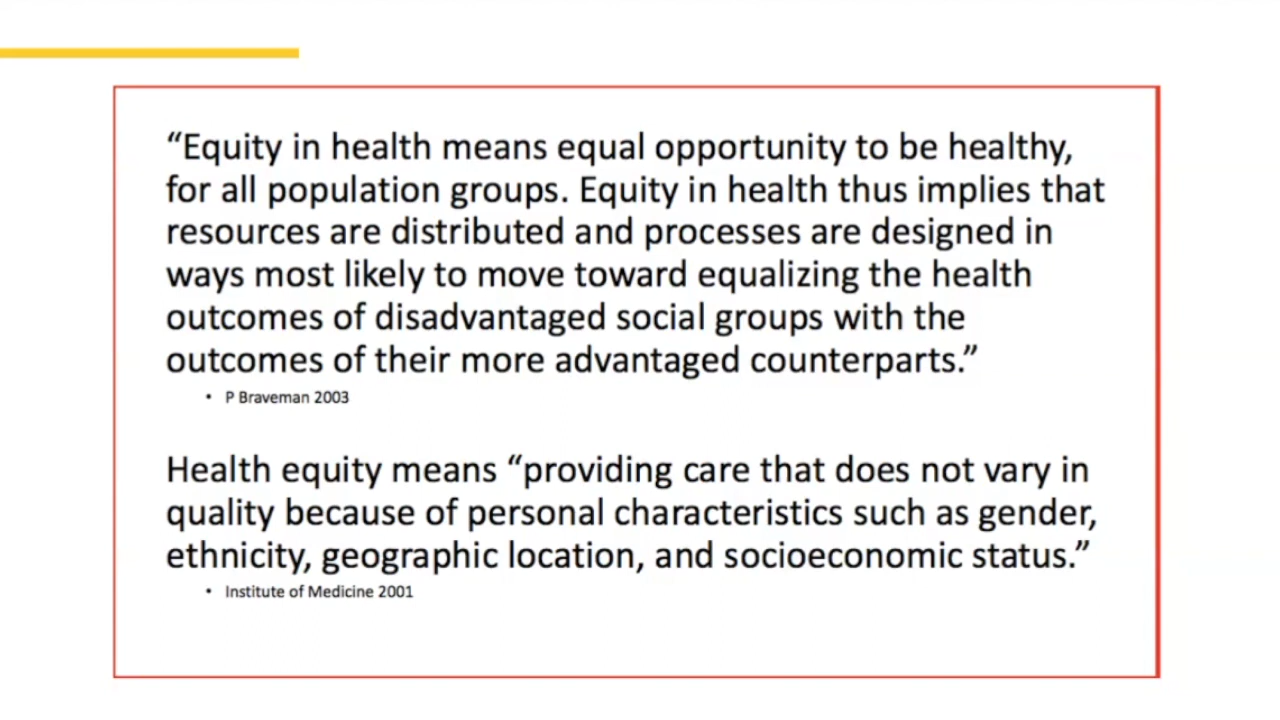 “Equity in health means equal opportunity to be healthy,
for all population groups. Equity in health thus implies that
resources are distributed and processes are designed in
ways most likely to move toward equalizing the health
outcomes of disadvantaged social groups with the
outcomes of their more advantaged counterparts.”
• P Braveman 2003
Health equity means “providing care that does not vary in
quality because of personal characteristics such as gender,
ethnicity, geographic location, and socioeconomic status.”
• Institute of Medicine 2001